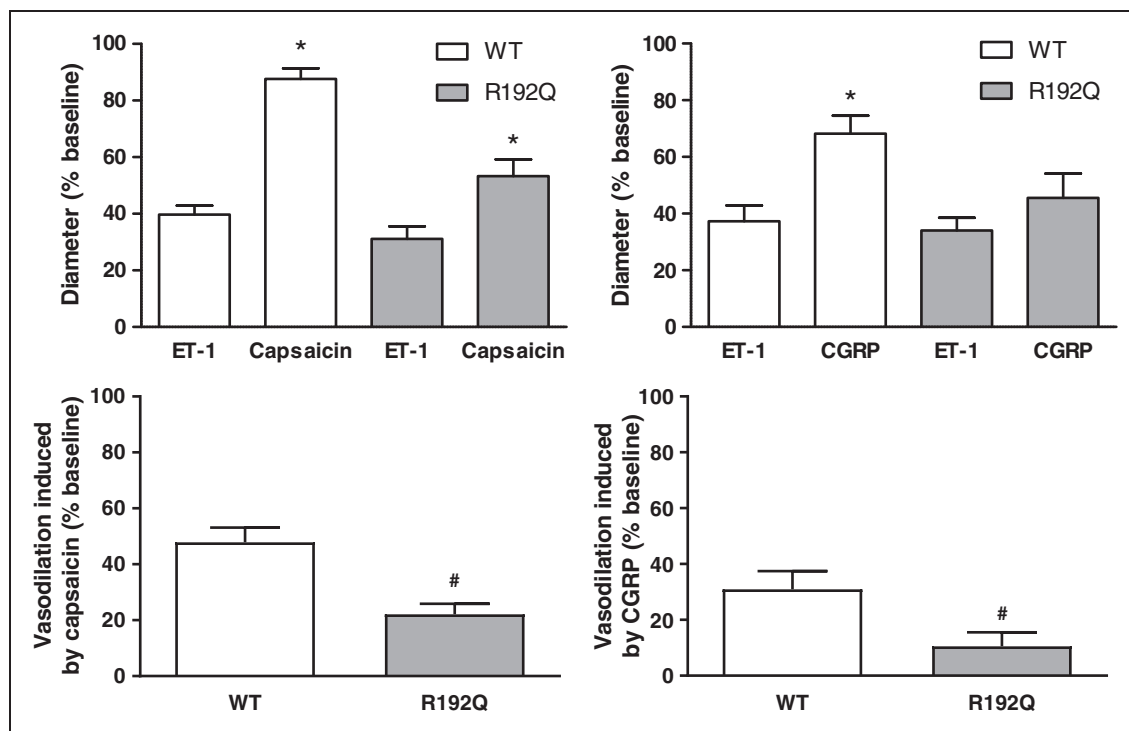 100
80
60
40
20
0
Diameter (% baseline)
*
*
WT
R192Q
ET-1 Capsaicin ET-1 Capsaicin
100
80
60
40
20
0
Diameter (% baseline)
*
WT
R192Q
ET-1 CGRP ET-1 CGRP
100
80
60
40
20
0
Vasodilation induced
by capsaicin (% baseline)
#
WT R192Q
100
80
60
40
20
0
Vasodilation induced
by CGRP (% baseline)
#
WT R192Q